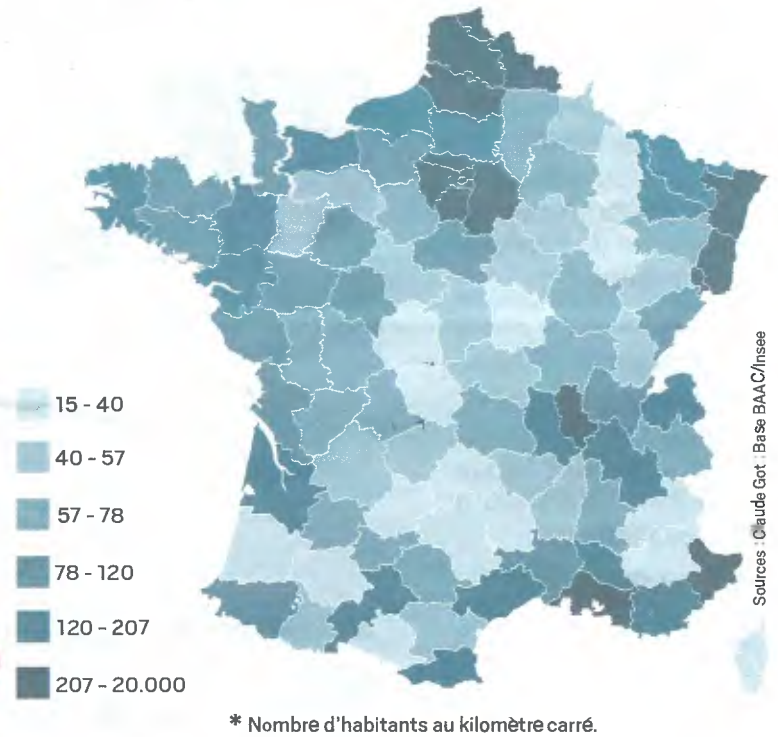 15 - 40
40 - 57
57 - 78
78 - 120
120 - 207
207 - 20.000
Sources : Claude Got : Base BAAC/Insee
* Nombre d'habitants au kilomètre carré.